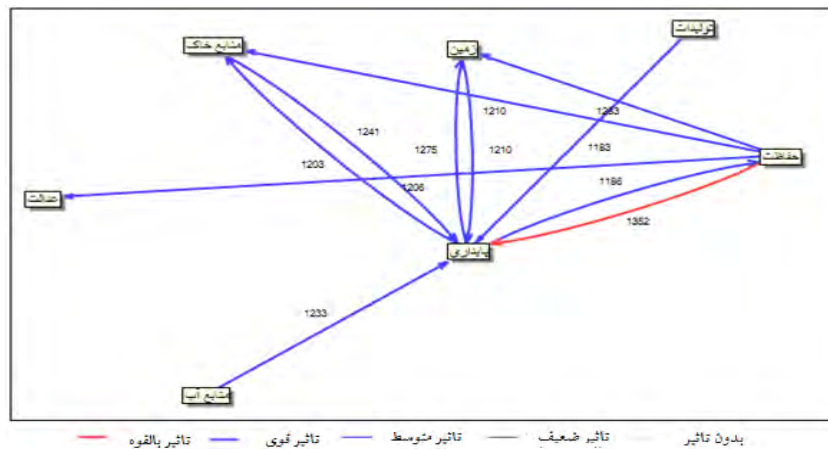 تولیدات
منابع خاک
زمین
1210
1263
1241
1275
1210
1183
حفاظت
1203
1206
1186
عدالت
1352
پایداری
1233
منابع آب
بدون تاثیر
تاثیر ضعیف
تاثیر متوسط
تاثیر قوی
تاثیر بالقوه